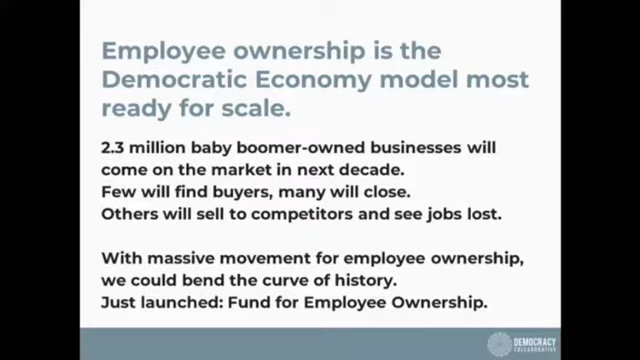 Employee ownership is the
Democratic Economy model most
ready for scale.
2.3 million baby boomer-owned businesses will
come on the market in next decade.
Few will find buyers, many will close.
Others will sell to competitors and see jobs lost.
With massive movement for employee ownership,
we could bend the curve of history.
Just launched: Fund for Employee Ownership.
DEMOCRACY
COLLABORATIVE